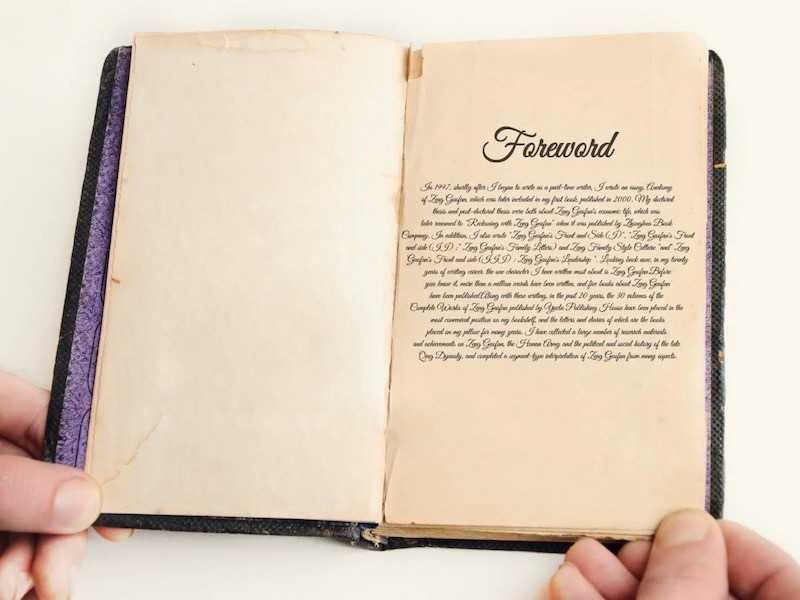 Foreword
In 1997, shortly after I began to write as a part-time writer, I wrote an essay, Anatomy
of Zeng Guofan, which was later included in my first book, published in 2000. My doctoral
thesis and post-doctoral thesis were both about Zeng Guofan's economic life, which was
later renamed to "Reckoning with Zeng Guofan" when it was published by Zhonghua Book
Company. In addition, I also wrote "Zeng Guofan's Front and Side (I)", "Zeng Guofan's Front
and side (II) :" Zeng Guofan's Family Letters) and Zeng Family Style Culture "and" Zeng
Guofan's Front and side (III) : Zeng Guofan's Leadership ". Looking back now, in my twenty
years of writing career, the one character I have written most about is Zeng Guofan.Before
you know it, more than a million words have been written, and five books about Zeng Guofan
have been published.Along with these writing, in the past 20 years, the 30 volumes of the
Complete Works of Zeng Guofan published by Yuelu Publishing House have been placed in the
most convenient position on my bookshelf, and the letters and diaries of which are the books
placed on my pillow for many years. I have collected a large number of research materials
and achievements on Zeng Guofan, the Hunan Army and the political and social history of the late
Qing Dynasty, and completed a segment-type interpretation of Zeng Guofan from many aspects.